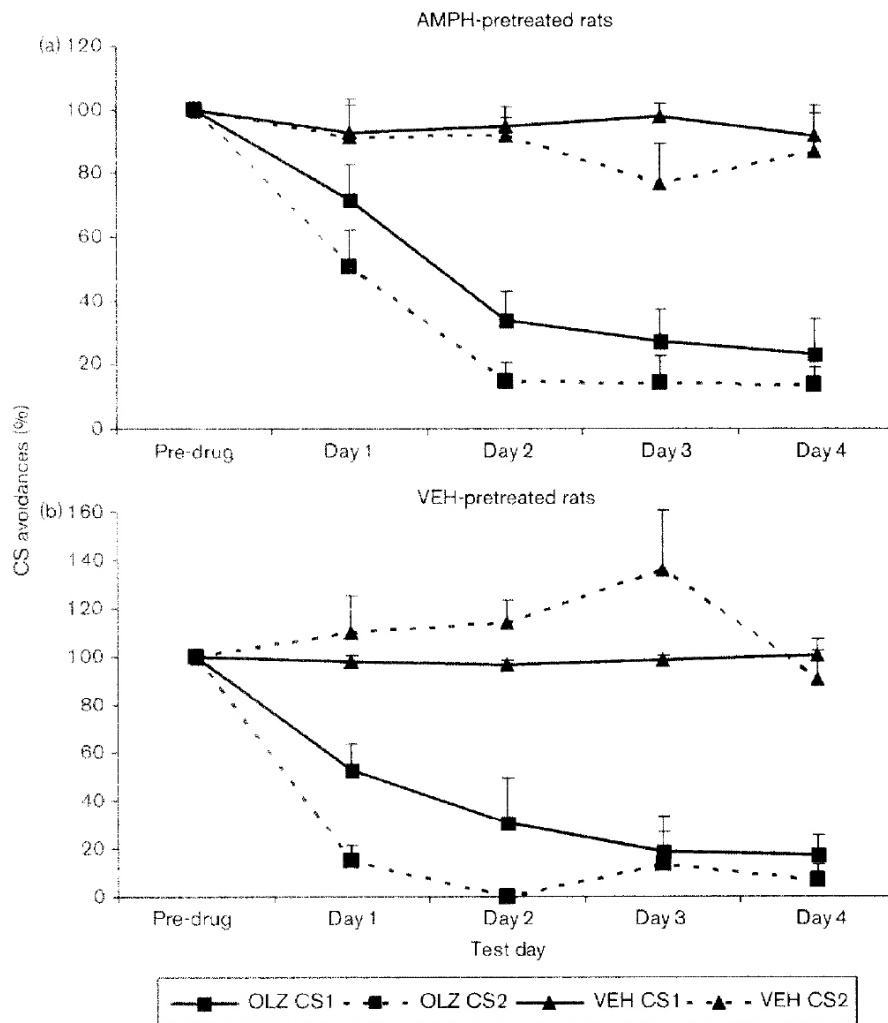 AMPH-pretreated rats
(a) 120
100
80
60
40
20
0
Pre-drug Day 1 Day 2 Day 3 Day 4
CS avoidances (%)
VEH-pretreated rats
(b) 160
140
120
100
80
60
40
20
0
Pre-drug Day 1 Day 2 Day 3 Day 4
Test day
OLZ CS1 OLZ CS2 VEH CS1 VEH CS2